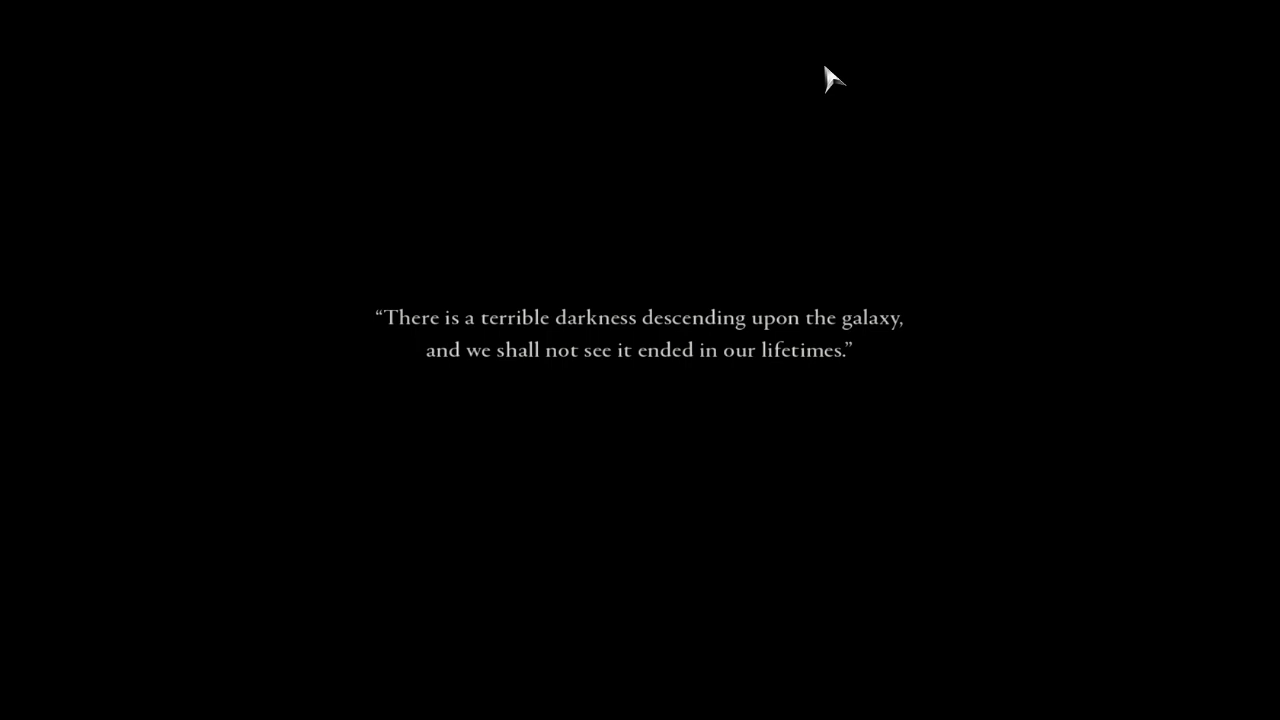 “There is a terrible darkness descending upon the galaxy,
and we shall not see it ended in our lifetimes.”